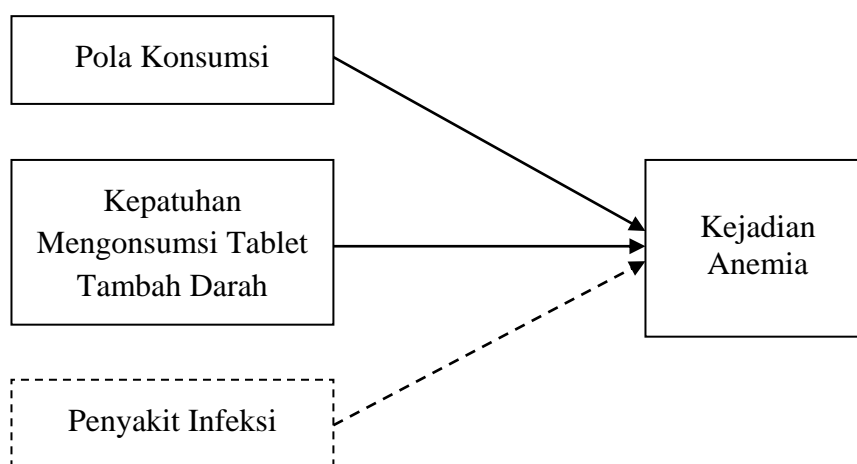 Pola Konsumsi
Kepatuhan
Mengonsumsi Tablet
Tambah Darah
Kejadian
Anemia
Penyakit Infeksi